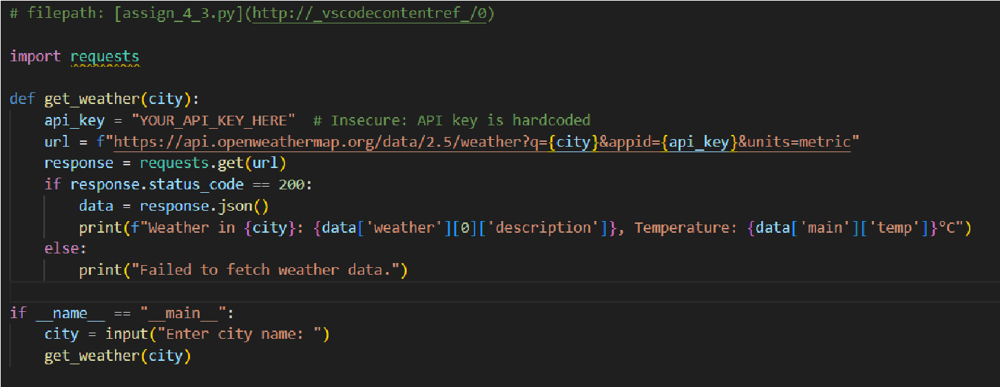 # filepath: [assign_4_3.py](http://_vscodecontentref_/0)
import requests
def get_weather(city):
    api_key = "YOUR_API_KEY_HERE"  # Insecure: API key is hardcoded
    url = f"https://api.openweathermap.org/data/2.5/weather?q={city}&appid={api_key}&units=metric"
    response = requests.get(url)
    if response.status_code == 200:
        data = response.json()
        print(f"Weather in {city}: {data['weather'][0]['description']}, Temperature: {data['main']['temp']}°C")
    else:
        print("Failed to fetch weather data.")
if __name__ == "__main__":
    city = input("Enter city name: ")
    get_weather(city)